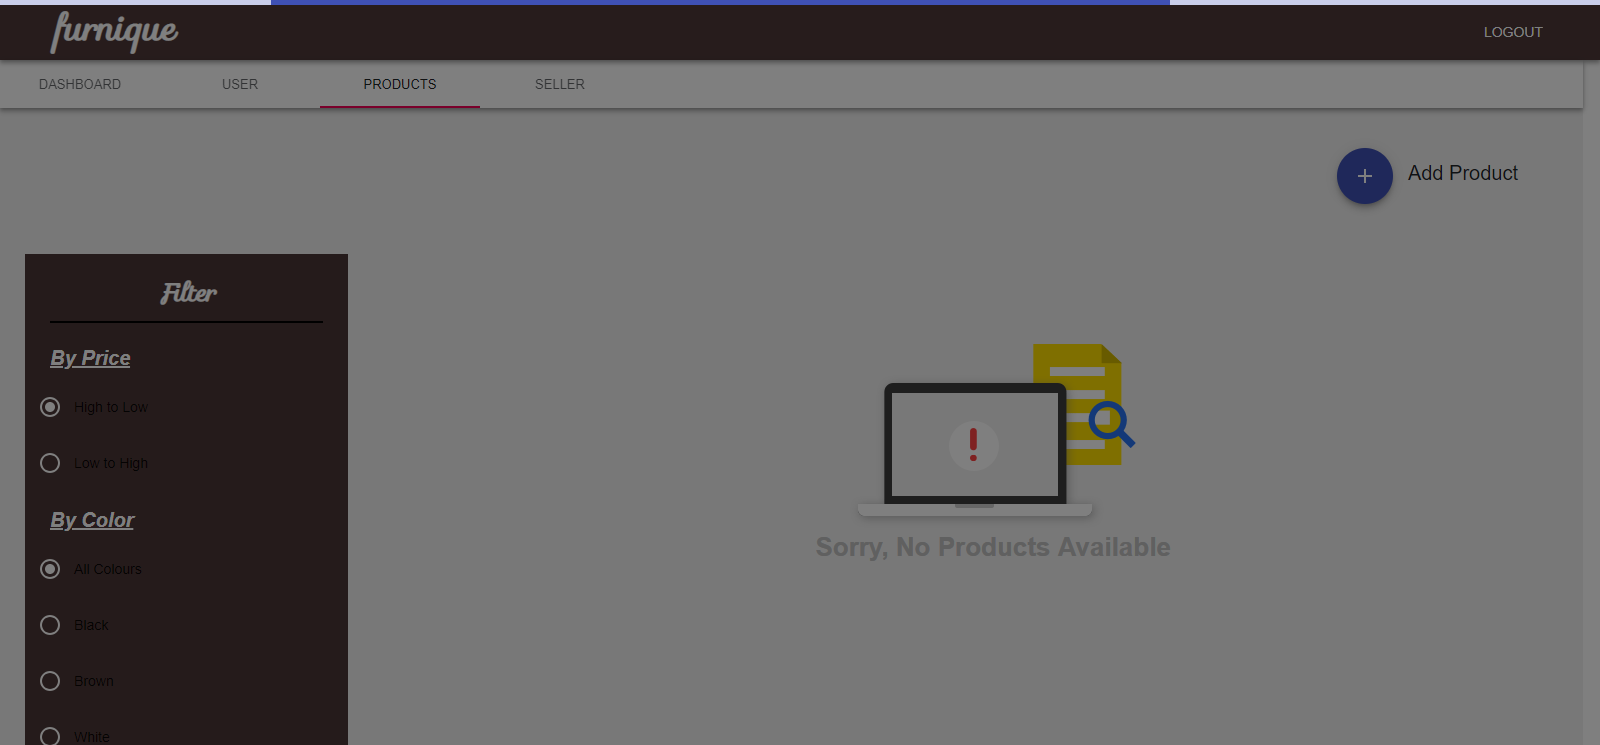 furnique
LOGOUT
DASHBOARD
USER
PRODUCTS
SELLER
+ Add Product
Filter
By Price
High to Low
Low to High
By Color
All Colours
Black
Brown
White
!
Sorry, No Products Available